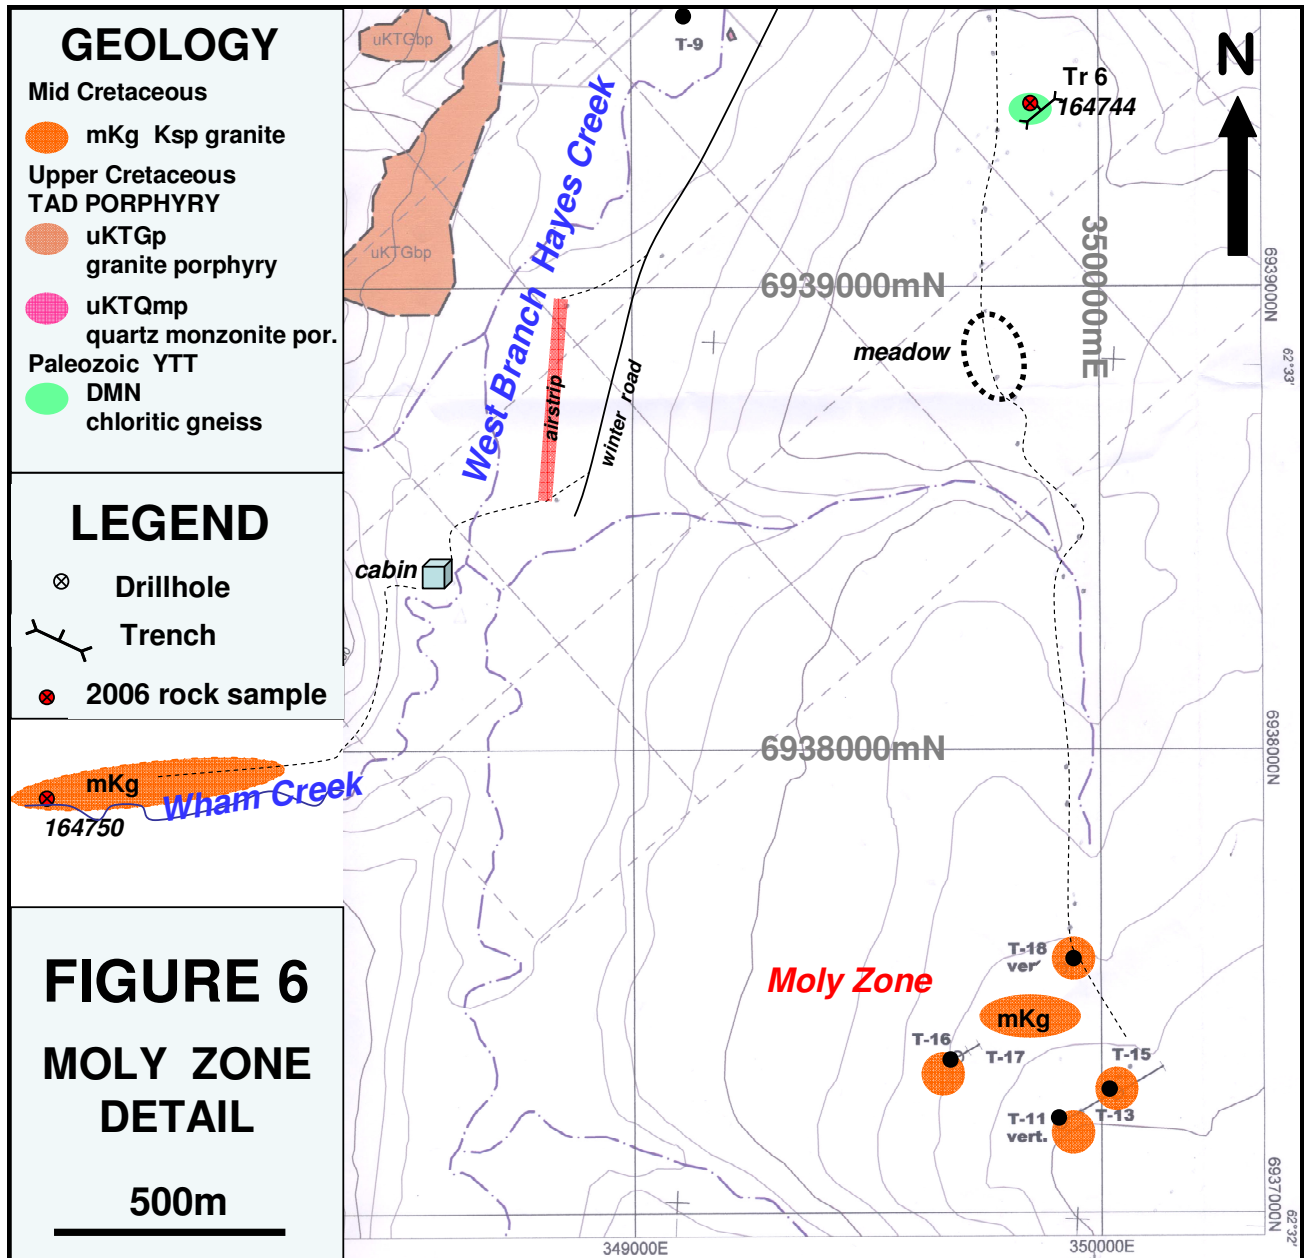 GEOLOGY
Mid Cretaceous
mKg Ksp granite
Upper Cretaceous
TAD PORPHYRY
uKTGp
granite porphyry
uKTQmp
quartz monzonite por.
Paleozoic YTT
DMN
chloritic gneiss
LEGEND
Drillhole
Trench
2006 rock sample
mKg
164750
Wham Creek
FIGURE 6
MOLY ZONE
DETAIL
500m
uKTGbp
uKTGbp
T-9
West Branch Hayes Creek
airstrip
winter road
cabin
Tr 6
164744
N
6939000mN
350000mE
meadow
6939000N
62°33'
6938000mN
6938000N
Moly Zone
T-18
ver
mKg
T-16
T-17
T-15
T-13
T-11
vert.
6937000N
62°32'
349000E
350000E